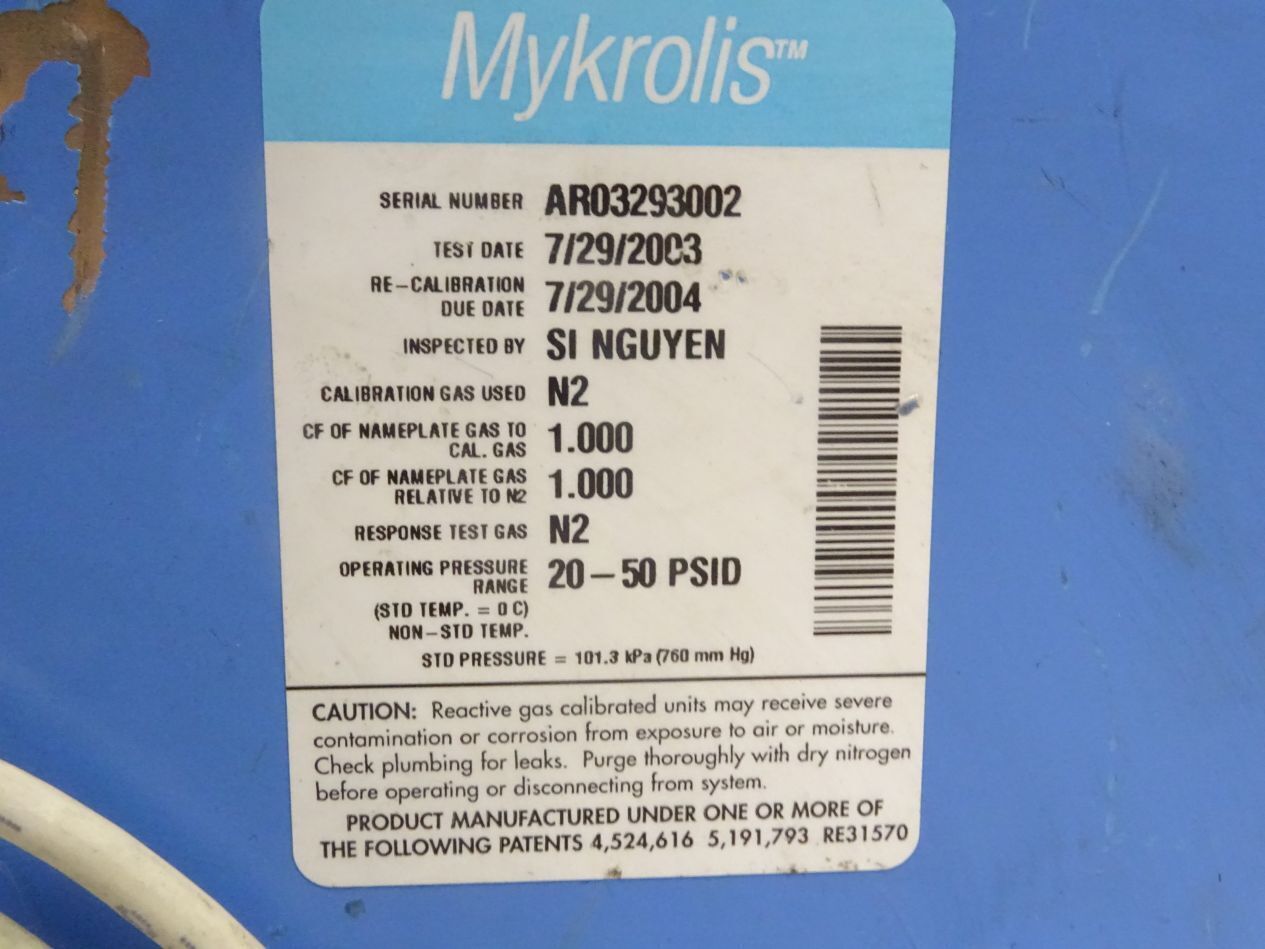 Mykrolis™
SERIAL NUMBER AR03293002
TEST DATE 7/29/2003
RE-CALIBRATION
DUE DATE 7/29/2004
INSPECTED BY SI NGUYEN
CALIBRATION GAS USED N2
CF OF NAMEPLATE GAS TO
CAL. GAS 1.000
CF OF NAMEPLATE GAS
RELATIVE TO N2 1.000
RESPONSE TEST GAS N2
OPERATING PRESSURE
RANGE 20-50 PSID
(STD TEMP. = 0 C)
NON-STD TEMP.
STD PRESSURE = 101.3 kPa (760 mm Hg)
CAUTION: Reactive gas calibrated units may receive severe
contamination or corrosion from exposure to air or moisture.
Check plumbing for leaks. Purge thoroughly with dry nitrogen
before operating or disconnecting from system.
PRODUCT MANUFACTURED UNDER ONE OR MORE OF
THE FOLLOWING PATENTS 4,524,616 5,191,793 RE31570